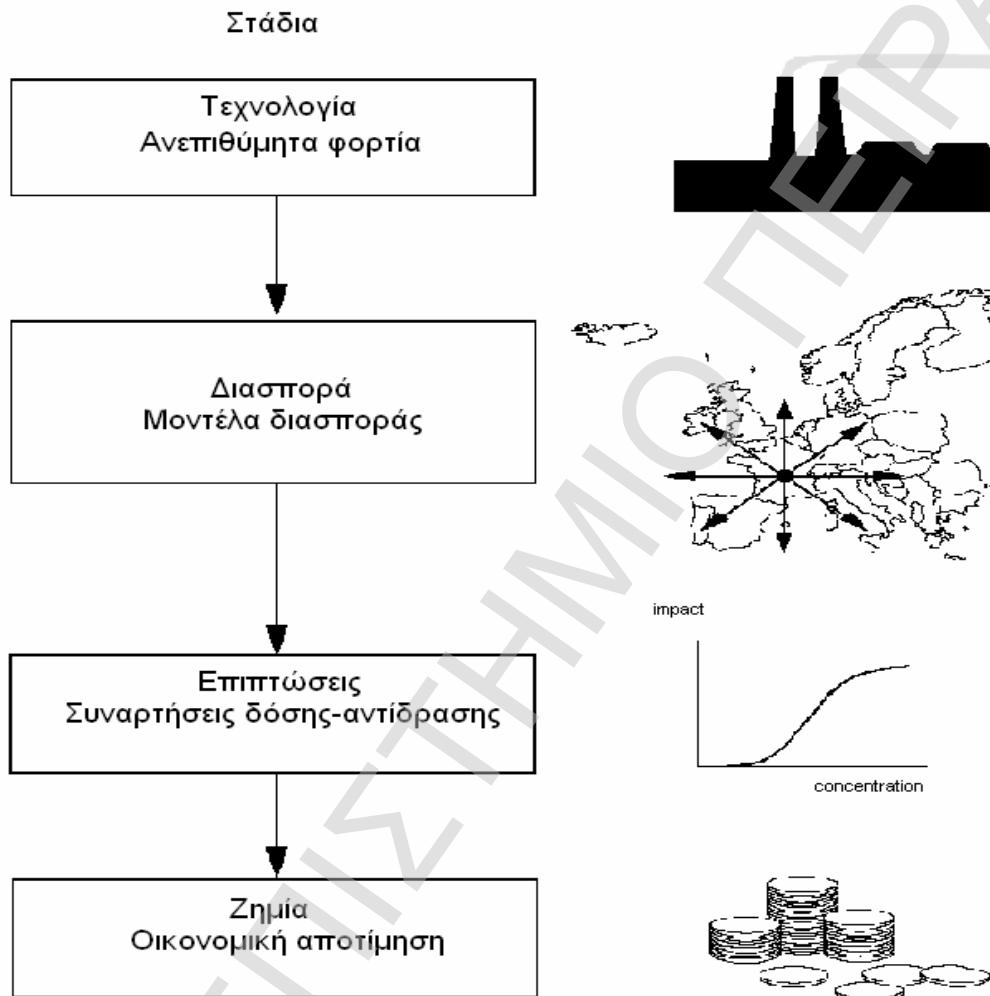 Στάδια
Τεχνολογία
Ανεπιθύμητα φορτία
Διασπορά
Μοντέλα διασποράς
impact
Επιπτώσεις
Συναρτήσεις δόσης-αντίδρασης
concentration
Ζημία
Οικονομική αποτίμηση